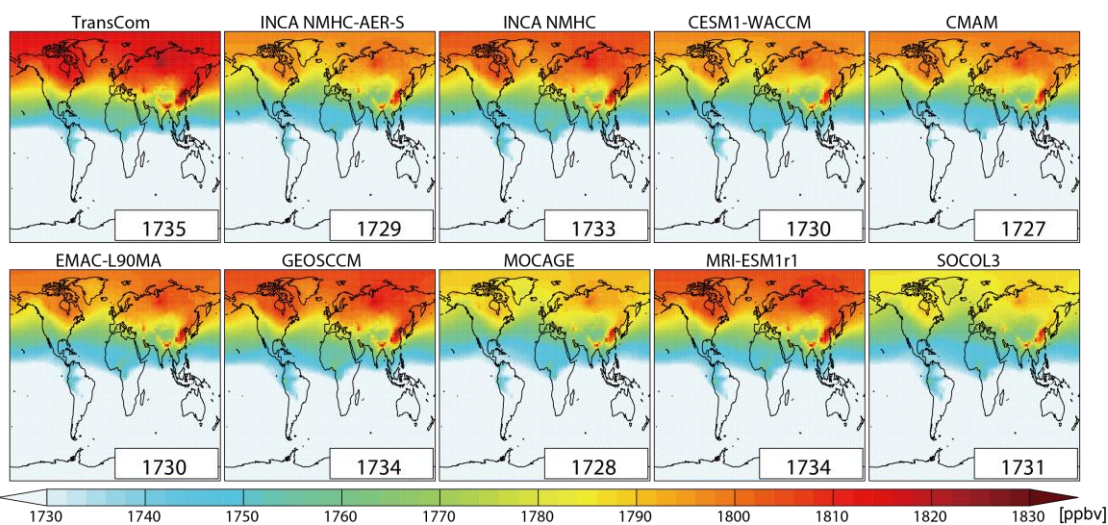 TransCom INCA NMHC-AER-S INCA NMHC CESM1-WACCM CMAM
1735 1729 1733 1730 1727
EMAC-L90MA GEOSCCM MOCAGE MRI-ESM1r1 SOCOL3
1730 1734 1728 1734 1731
1730 1740 1750 1760 1770 1780 1790 1800 1810 1820 1830 [ppbv]